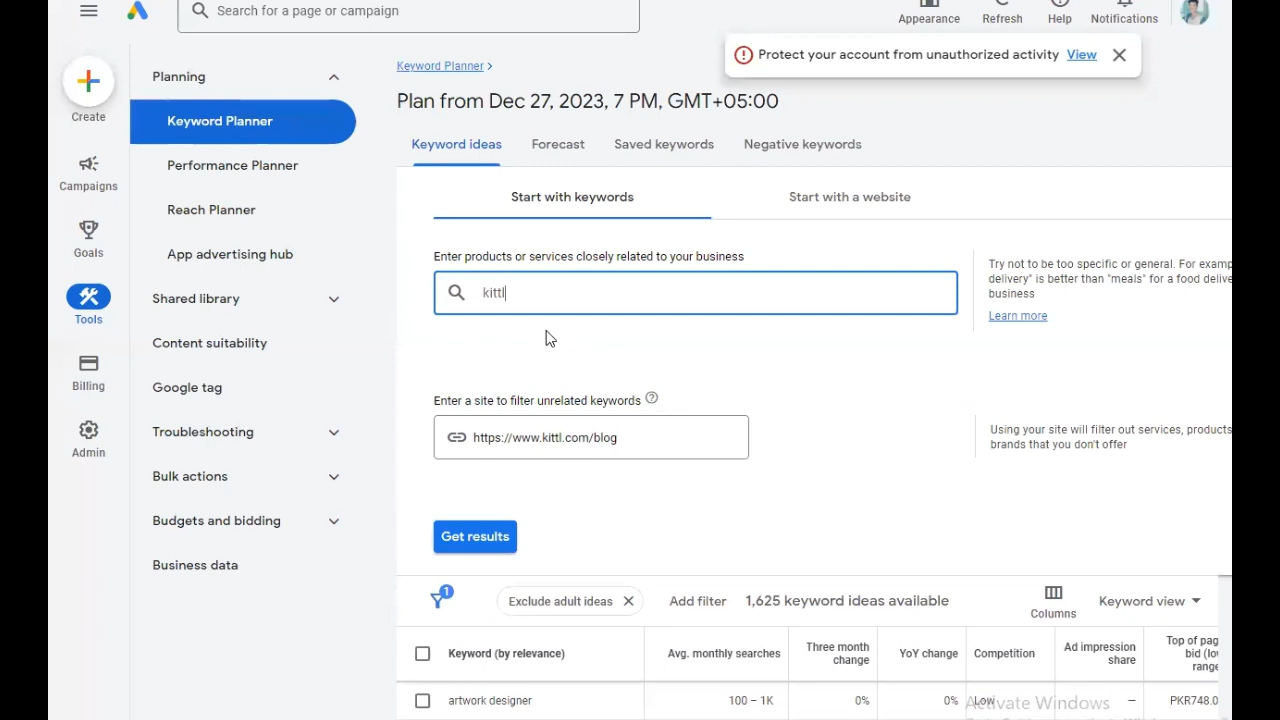 Search for a page or campaign
Appearance
Refresh
Help
Notifications
Protect your account from unauthorized activity View
Create
Campaigns
Goals
Tools
Billing
Admin
Planning
Keyword Planner
Performance Planner
Reach Planner
App advertising hub
Shared library
Content suitability
Google tag
Troubleshooting
Bulk actions
Budgets and bidding
Business data
Keyword Planner
Plan from Dec 27, 2023, 7 PM, GMT+05:00
Keyword ideas Forecast Saved keywords Negative keywords
Start with keywords Start with a website
Enter products or services closely related to your business
kittl
Try not to be too specific or general. For examp
delivery" is better than "meals" for a food delive
business
Learn more
Enter a site to filter unrelated keywords
https://www.kittl.com/blog
Using your site will filter out services, products
brands that you don't offer
Get results
1
Exclude adult ideas Add filter 1,625 keyword ideas available
Columns
Keyword view
Keyword (by relevance)
Avg. monthly searches
Three month
change
YoY change
Competition
Ad impression
share
Top of pag
bid (lo
range
artwork designer 100 – 1K 0% 0% Low – PKR748.0
Activate Windows